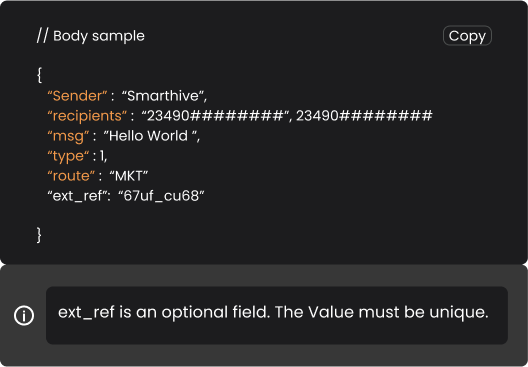 // Body sample
Copy
{
“Sender” : “Smarthive”,
“recipients” : “23490########”, 23490########
“msg” : ”Hello World “,
“type” : 1,
“route” : “MKT”
“ext_ref”: “67uf_cu68”
}
ext_ref is an optional field. The Value must be unique.